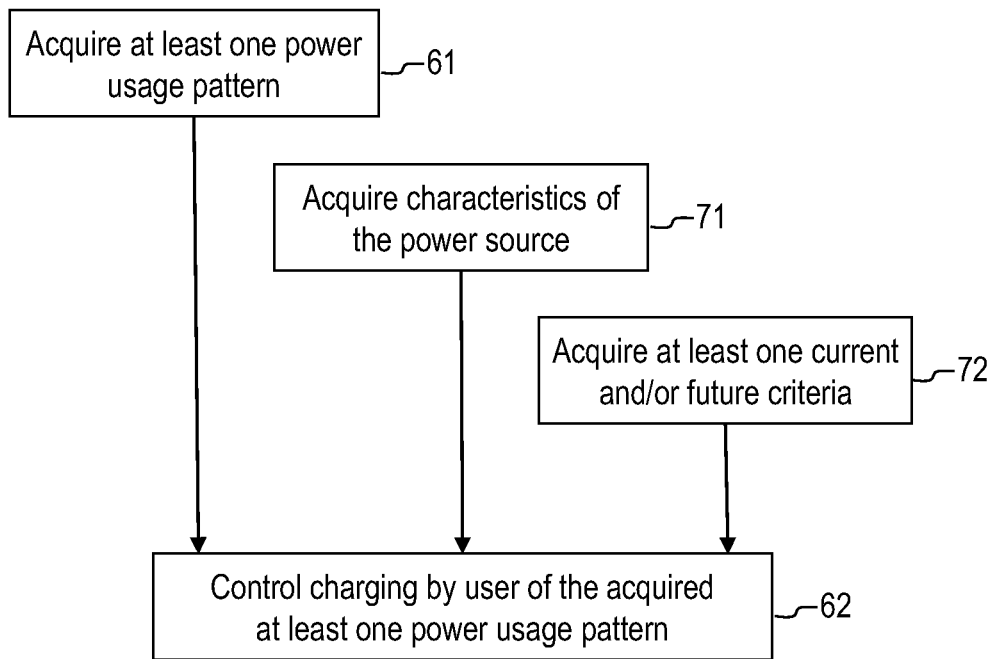 Acquire at least one power
usage pattern
61
Acquire characteristics of
the power source
71
Acquire at least one current
and/or future criteria
72
Control charging by user of the acquired
at least one power usage pattern
62